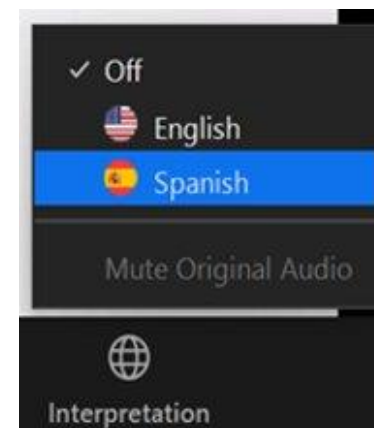 Off
English
Spanish
Mute Original Audio
Interpretation